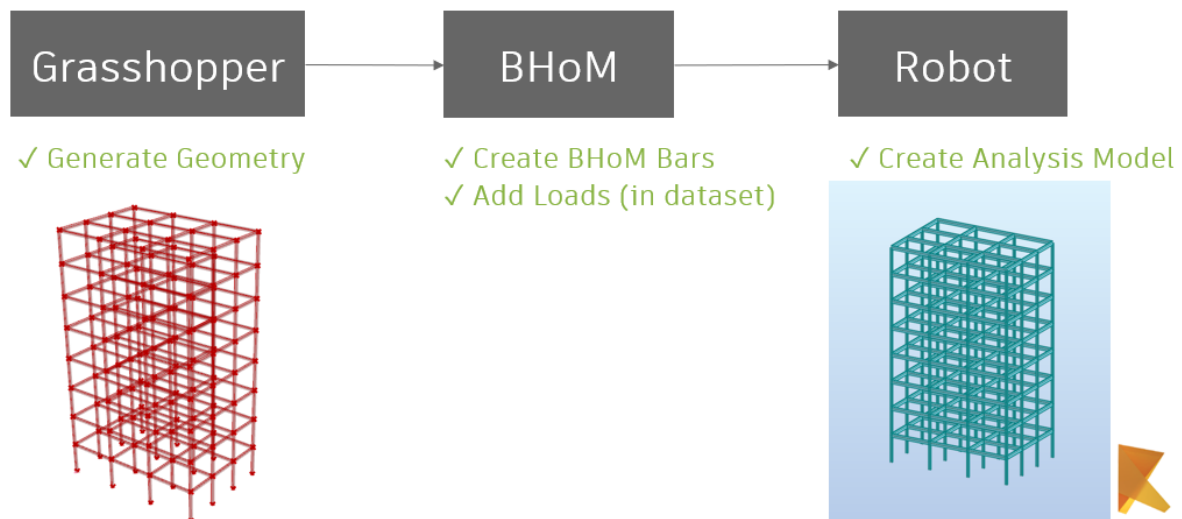 Grasshopper
BHoM
Robot
✓ Generate Geometry
✓ Create BHoM Bars
✓ Add Loads (in dataset)
✓ Create Analysis Model